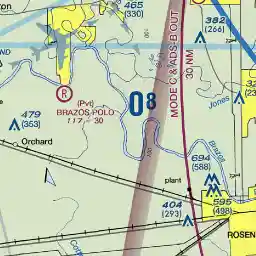 465
(330)
382
(266)
MODE C & ADS-B OUT
30 NM
08
Jones
R
(Pvt)
BRAZOS POLO
117 - 30
479
(353)
Orchard
Brazos
694
(588)
plant
595
(498)
404
(293)
ROSEN